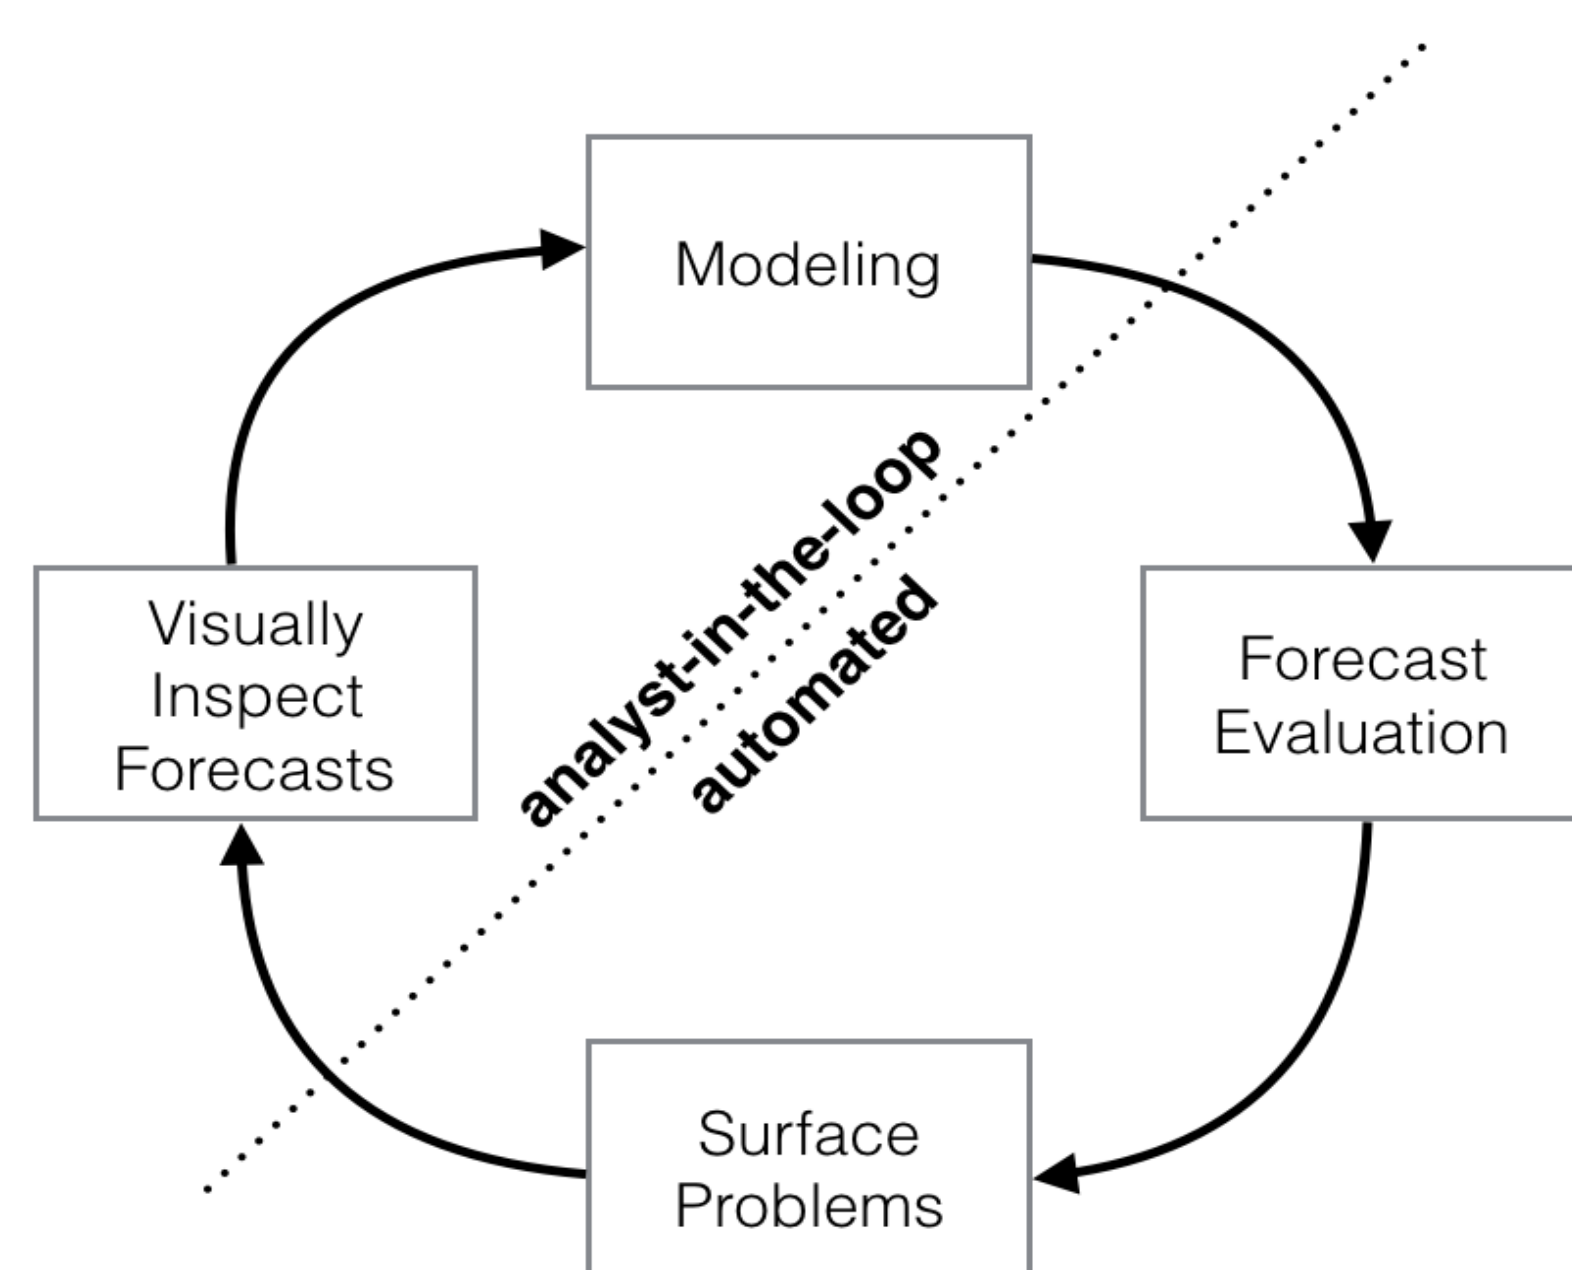 Modeling
Visually
Inspect
Forecasts
analyst-in-the-loop
automated
Forecast
Evaluation
Surface
Problems